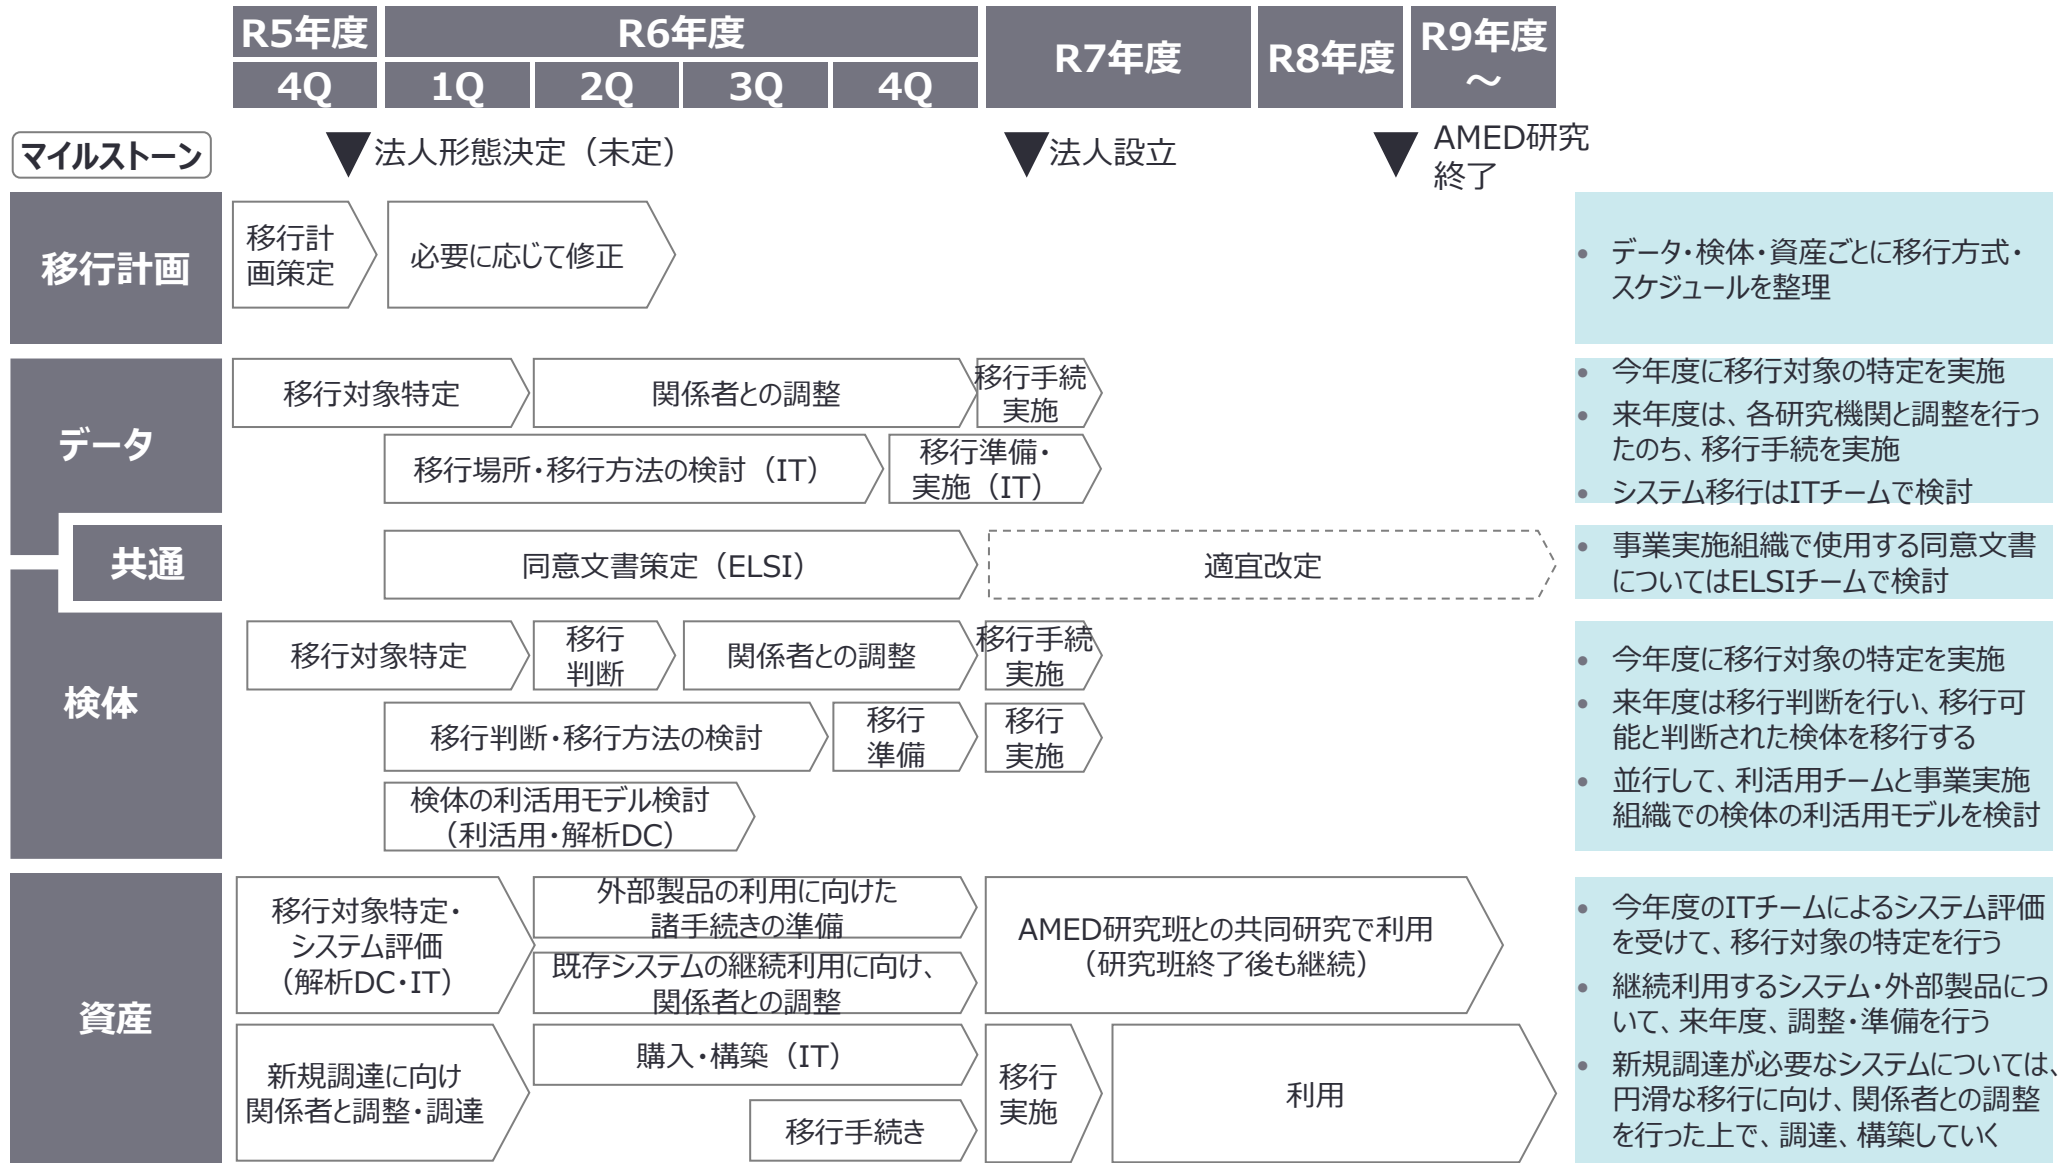 R5年度
R6年度
R7年度
R8年度
R9年度
～
4Q
1Q
2Q
3Q
4Q
マイルストーン
法人形態決定（未定）
法人設立
AMED研究
終了
移行計画
移行計
画策定
必要に応じて修正
• データ・検体・資産ごとに移行方式・
スケジュールを整理
データ
移行対象特定
関係者との調整
移行手続
実施
移行場所・移行方法の検討（IT）
移行準備・
実施（IT）
• 今年度に移行対象の特定を実施
• 来年度は、各研究機関と調整を行っ
たのち、移行手続を実施
• システム移行はITチームで検討
共通
同意文書策定（ELSI）
適宜改定
• 事業実施組織で使用する同意文書
についてはELSIチームで検討
検体
移行対象特定
移行
判断
関係者との調整
移行手続
実施
移行判断・移行方法の検討
移行
準備
移行
実施
検体の利活用モデル検討
（利活用・解析DC）
• 今年度に移行対象の特定を実施
• 来年度は移行判断を行い、移行可
能と判断された検体を移行する
• 並行して、利活用チームと事業実施
組織での検体の利活用モデルを検討
資産
移行対象特定・
システム評価
（解析DC・IT）
外部製品の利用に向けた
諸手続きの準備
既存システムの継続利用に向け、
関係者との調整
AMED研究班との共同研究で利用
（研究班終了後も継続）
新規調達に向け
関係者と調整・調達
購入・構築（IT）
移行手続き
移行
実施
利用
• 今年度のITチームによるシステム評価
を受けて、移行対象の特定を行う
• 継続利用するシステム・外部製品につ
いて、来年度、調整・準備を行う
• 新規調達が必要なシステムについては、
円滑な移行に向け、関係者との調整
を行った上で、調達、構築していく